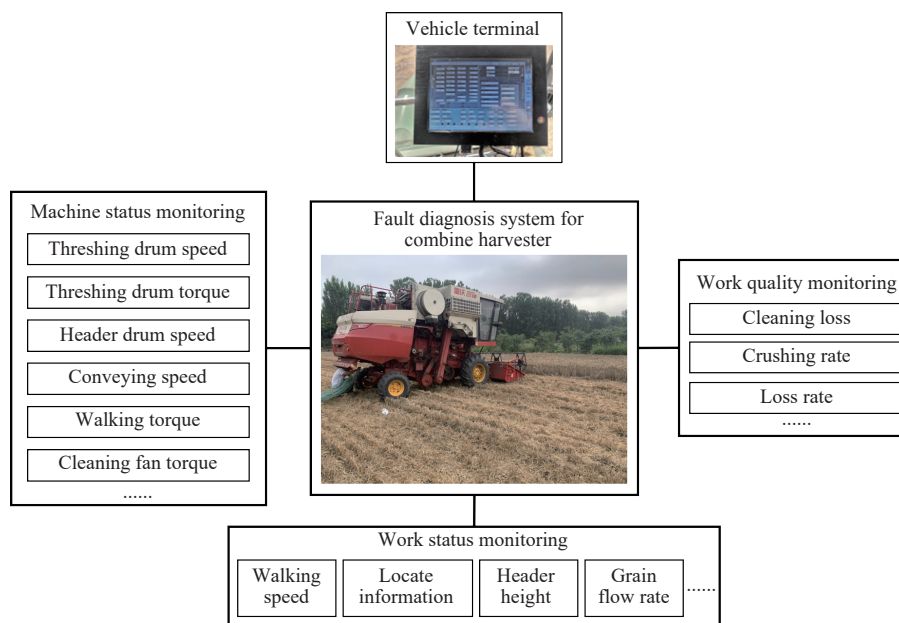 Vehicle terminal
Machine status monitoring
Threshing drum speed
Threshing drum torque
Header drum speed
Conveying speed
Walking torque
Cleaning fan torque
......
Fault diagnosis system for
combine harvester
Work quality monitoring
Cleaning loss
Crushing rate
Loss rate
......
Work status monitoring
Walking
speed
Locate
information
Header
height
Grain
flow rate
......